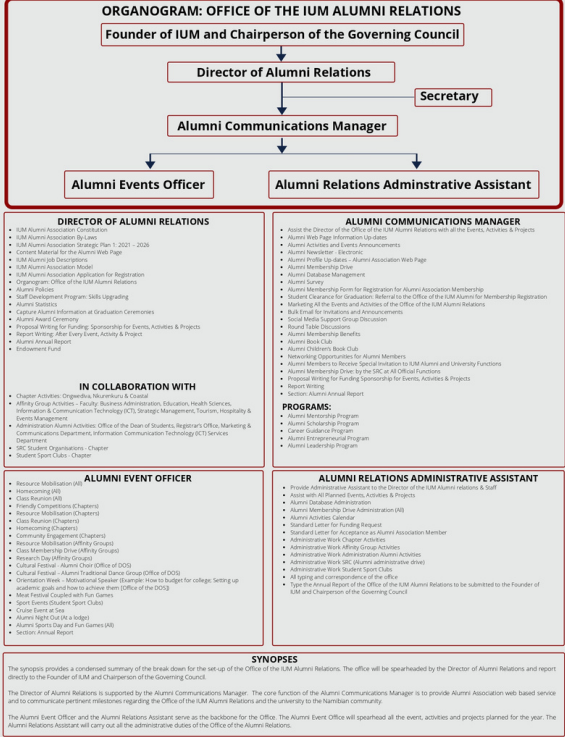 ORGANOGRAM: OFFICE OF THE IUM ALUMNI RELATIONS
Founder of IUM and Chairperson of the Governing Council
Director of Alumni Relations
Secretary
Alumni Communications Manager
Alumni Events Officer
Alumni Relations Adminstrative Assistant
DIRECTOR OF ALUMNI RELATIONS
• IUM Alumni Association Constitution
• IUM Alumni Association By-Laws
• IUM Alumni Association Strategic Plan 1: 2021 – 2026
• Content Material for the Alumni Web Page
• IUM Alumni Job Descriptions
• IUM Alumni Association Model
• IUM Alumni Association Application for Registration
• Organogram: Office of the IUM Alumni Relations
• Alumni Policies
• Staff Development Program: Skills Upgrading
• Alumni Statistics
• Capture Alumni Information at Graduation Ceremonies
• Alumni Award Ceremony
• Proposal Writing for Funding: Sponsorship for Events, Activities & Projects
• Report Writing: After Every Event, Activity & Project
• Alumni Annual Report
• Endowment Fund
IN COLLABORATION WITH
• Chapter Activities: Ongwediva, Nkurenkuru & Coastal
• Affinity Group Activities – Faculty: Business Administration, Education, Health Sciences,
Information & Communication Technology (ICT), Strategic Management, Tourism, Hospitality &
Events Management
• Administration Alumni Activities: Office of the Dean of Students, Registrar's Office, Marketing &
Communications Department, Information Communication Technology (ICT) Services
Department
• SRC Student Organisations - Chapter
• Student Sport Clubs - Chapter
ALUMNI COMMUNICATIONS MANAGER
• Assist the Director of the Office of the IUM Alumni Relations with all the Events, Activities & Projects
• Alumni Web Page Information Up-dates
• Alumni Activities and Events Announcements
• Alumni Newsletter - Electronic
• Alumni Profile Up-dates – Alumni Association Web Page
• Alumni Membership Drive
• Alumni Database Management
• Alumni Survey
• Alumni Membership Form for Registration for Alumni Association Membership
• Student Clearance for Graduation: Referral to the Office of the IUM Alumni for Membership Registration
• Marketing All the Events and Activities of the Office of the IUM Alumni Relations
• Bulk Email for Invitations and Announcements
• Social Media Support Group Discussion
• Round Table Discussions
• Alumni Membership Benefits
• Alumni Book Club
• Alumni Children's Book Club
• Networking Opportunities for Alumni Members
• Alumni Members to Receive Special Invitation to IUM Alumni and University Functions
• Alumni Membership Drive: by the SRC at All Official Functions
• Proposal Writing for Funding Sponsorship for Events, Activities & Projects
• Report Writing
• Section: Alumni Annual Report
PROGRAMS:
• Alumni Mentorship Program
• Alumni Scholarship Program
• Career Guidance Program
• Alumni Entrepreneurial Program
• Alumni Leadership Program
ALUMNI EVENT OFFICER
• Resource Mobilisation (All)
• Homecoming (All)
• Class Reunion (All)
• Friendly Competitions (Chapters)
• Resource Mobilisation (Chapters)
• Class Reunion (Chapters)
• Homecoming (Chapters)
• Community Engagement (Chapters)
• Resource Mobilisation (Affinity Groups)
• Class Membership Drive (Affinity Groups)
• Research Day (Affinity Groups)
• Cultural Festival - Alumni Choir (Office of DOS)
• Cultural Festival – Alumni Traditional Dance Group (Office of DOS)
• Orientation Week – Motivational Speaker (Example: How to budget for college; Setting up
academic goals and how to achieve them [Office of the DOS])
• Meat Festival Coupled with Fun Games
• Sport Events (Student Sport Clubs)
• Cruise Event at Sea
• Alumni Night Out (At a lodge)
• Alumni Sports Day and Fun Games (All)
• Section: Annual Report
ALUMNI RELATIONS ADMINISTRATIVE ASSISTANT
• Provide Administrative Assistant to the Director of the IUM Alumni relations & Staff
• Assist with All Planned Events, Activities & Projects
• Alumni Database Administration
• Alumni Membership Drive Administration (All)
• Alumni Activities Calendar
• Standard Letter for Funding Request
• Standard Letter for Acceptance as Alumni Association Member
• Administrative Work Chapter Activities
• Administrative Work Affinity Group Activities
• Administrative Work Administration Alumni Activities
• Administrative Work SRC (Alumni administrative drive)
• Administrative Work Student Sport Clubs
• All typing and correspondence of the office
• Type the Annual Report of the Office of the IUM Alumni Relations to be submitted to the Founder of
IUM and Chairperson of the Governing Council
SYNOPSES
The synopsis provides a condensed summary of the break down for the set-up of the Office of the IUM Alumni Relations. The office will be spearheaded by the Director of Alumni Relations and report
directly to the Founder of IUM and Chairperson of the Governing Council.
The Director of Alumni Relations is supported by the Alumni Communications Manager. The core function of the Alumni Communications Manager is to provide Alumni Association web based service
and to communicate pertinent milestones regarding the Office of the IUM Alumni Relations and the university to the Namibian community.
The Alumni Event Officer and the Alumni Relations Assistant serve as the backbone for the Office. The Alumni Event Office will spearhead all the event, activities and projects planned for the year. The
Alumni Relations Assistant will carry out all the administrative duties of the Office of the Alumni Relations.